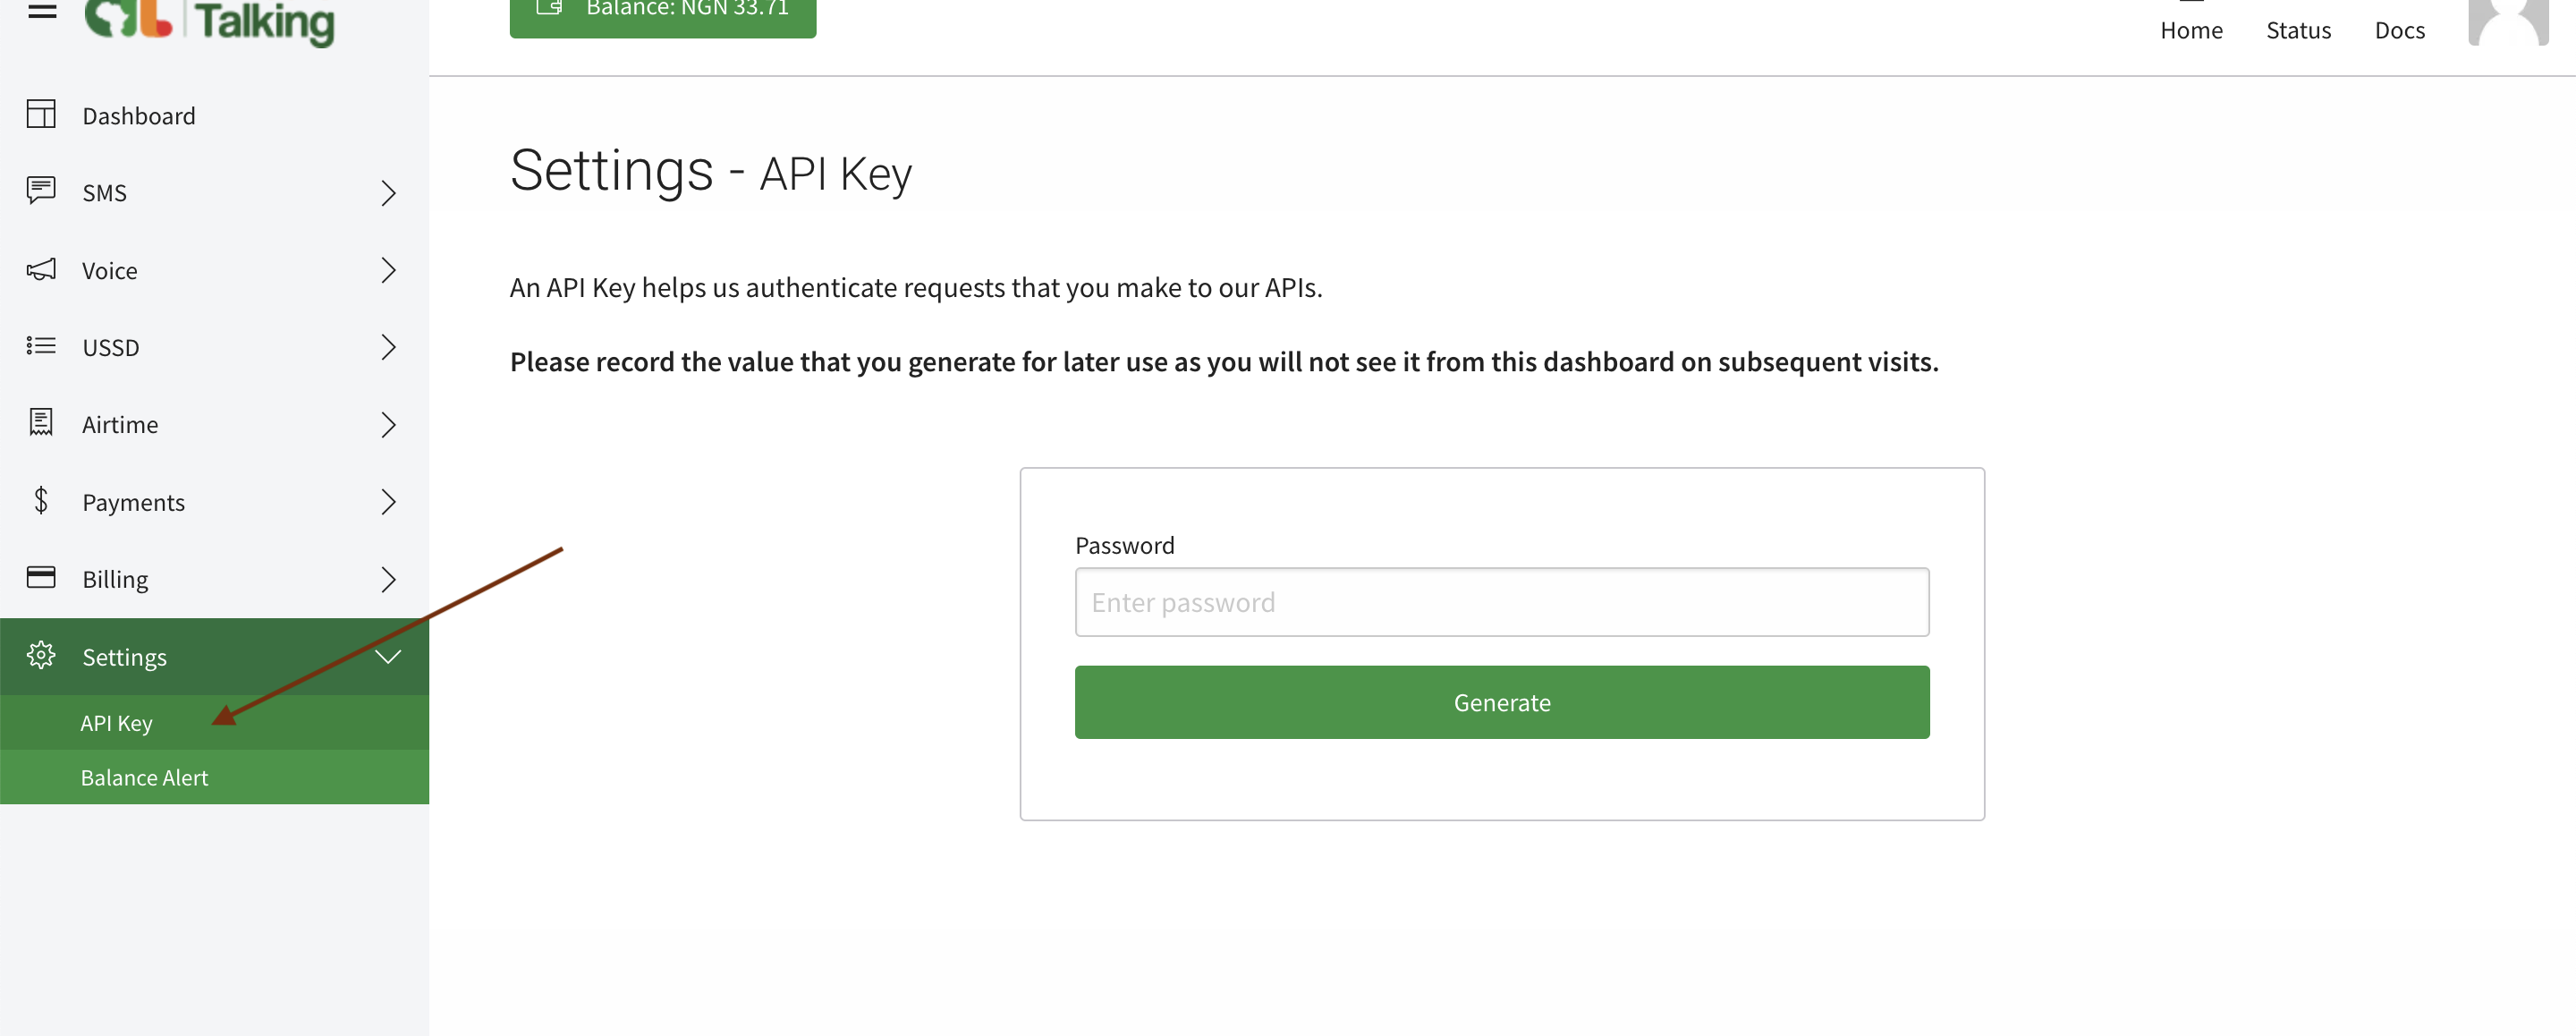 Talking
Balance: NGN 33.71
Home
Status
Docs
Dashboard
SMS
Voice
USSD
Airtime
Payments
Billing
Settings
API Key
Balance Alert
Settings - API Key
An API Key helps us authenticate requests that you make to our APIs.
Please record the value that you generate for later use as you will not see it from this dashboard on subsequent visits.
Password
Enter password
Generate